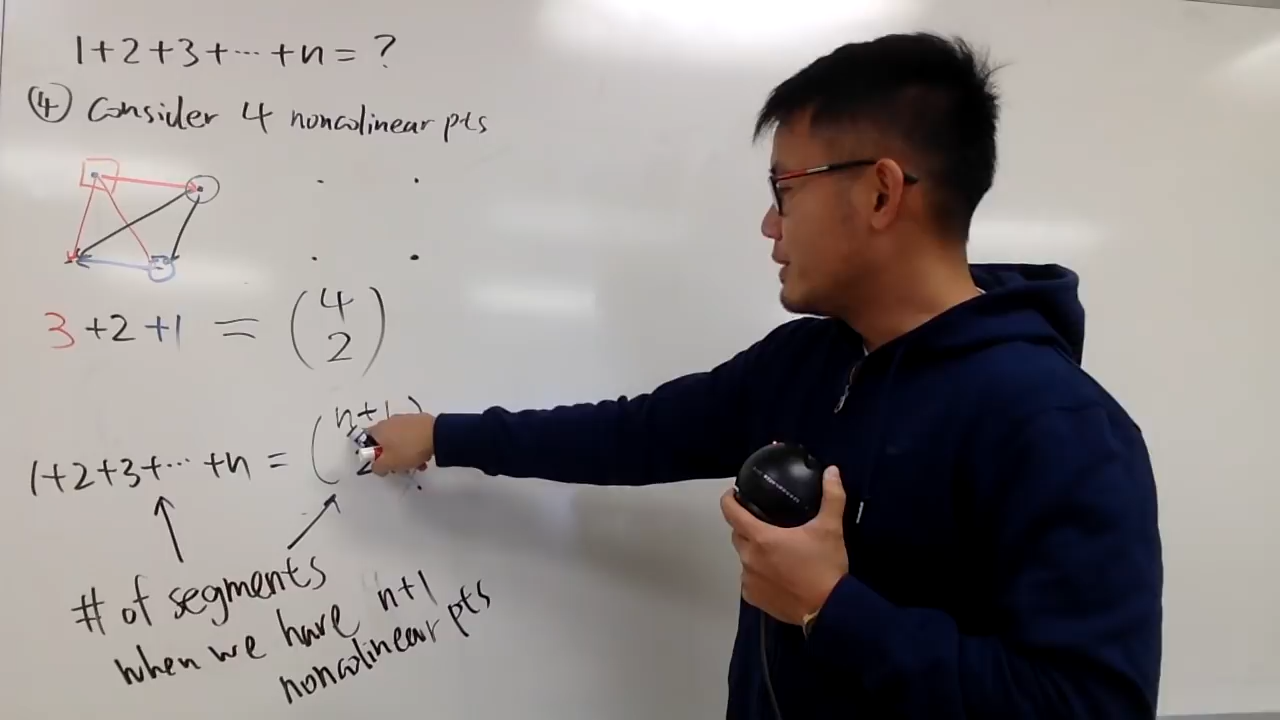 1+2+3+⋯+n=?
④ Consider 4 noncolinear pts
3+2+1 = (4 2)
1+2+3+⋯+n = (n+1 2)
# of segments
when we have n+1
noncolinear pts